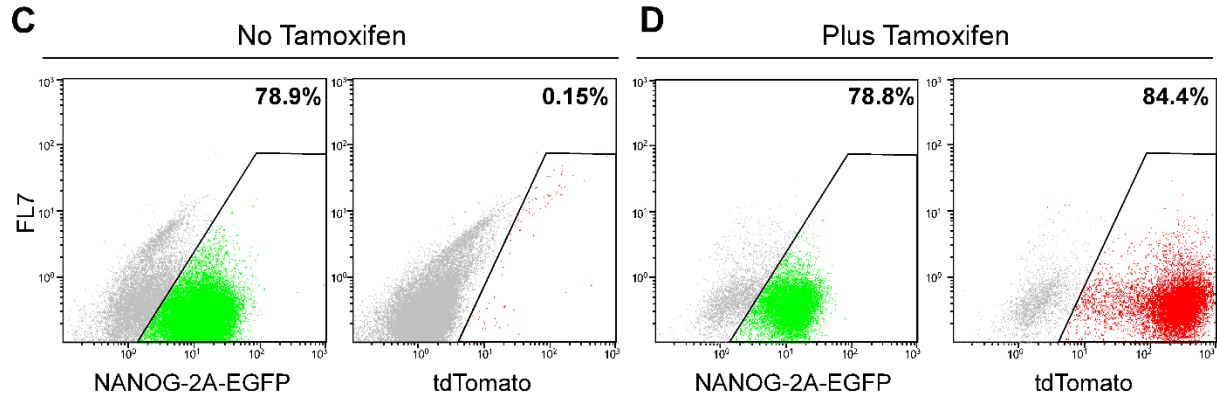 C
No Tamoxifen
D
Plus Tamoxifen
78.9%
0.15%
78.8%
84.4%
10³ 10³ 10³ 10³
10² 10² 10² 10²
FL7
10¹ 10¹ 10¹ 10¹
10⁰ 10⁰ 10⁰ 10⁰
10⁰ 10¹ 10² 10³ 10⁰ 10¹ 10² 10³ 10⁰ 10¹ 10² 10³ 10⁰ 10¹ 10² 10³
NANOG-2A-EGFP tdTomato NANOG-2A-EGFP tdTomato